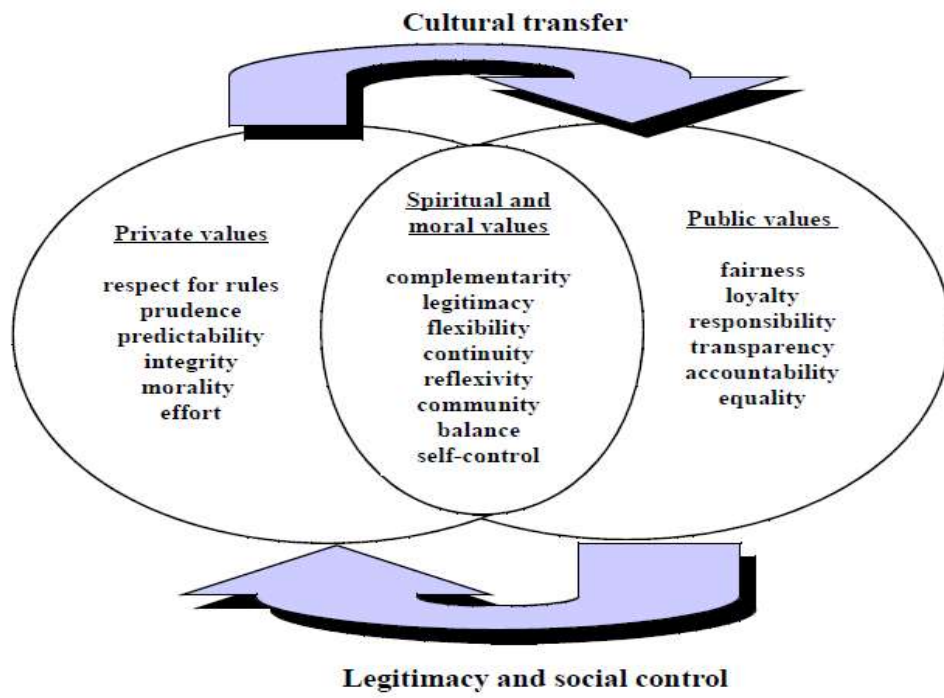 Cultural transfer
Private values
respect for rules
prudence
predictability
integrity
morality
effort
Spiritual and
moral values
complementarity
legitimacy
flexibility
continuity
reflexivity
community
balance
self-control
Public values
fairness
loyalty
responsibility
transparency
accountability
equality
Legitimacy and social control